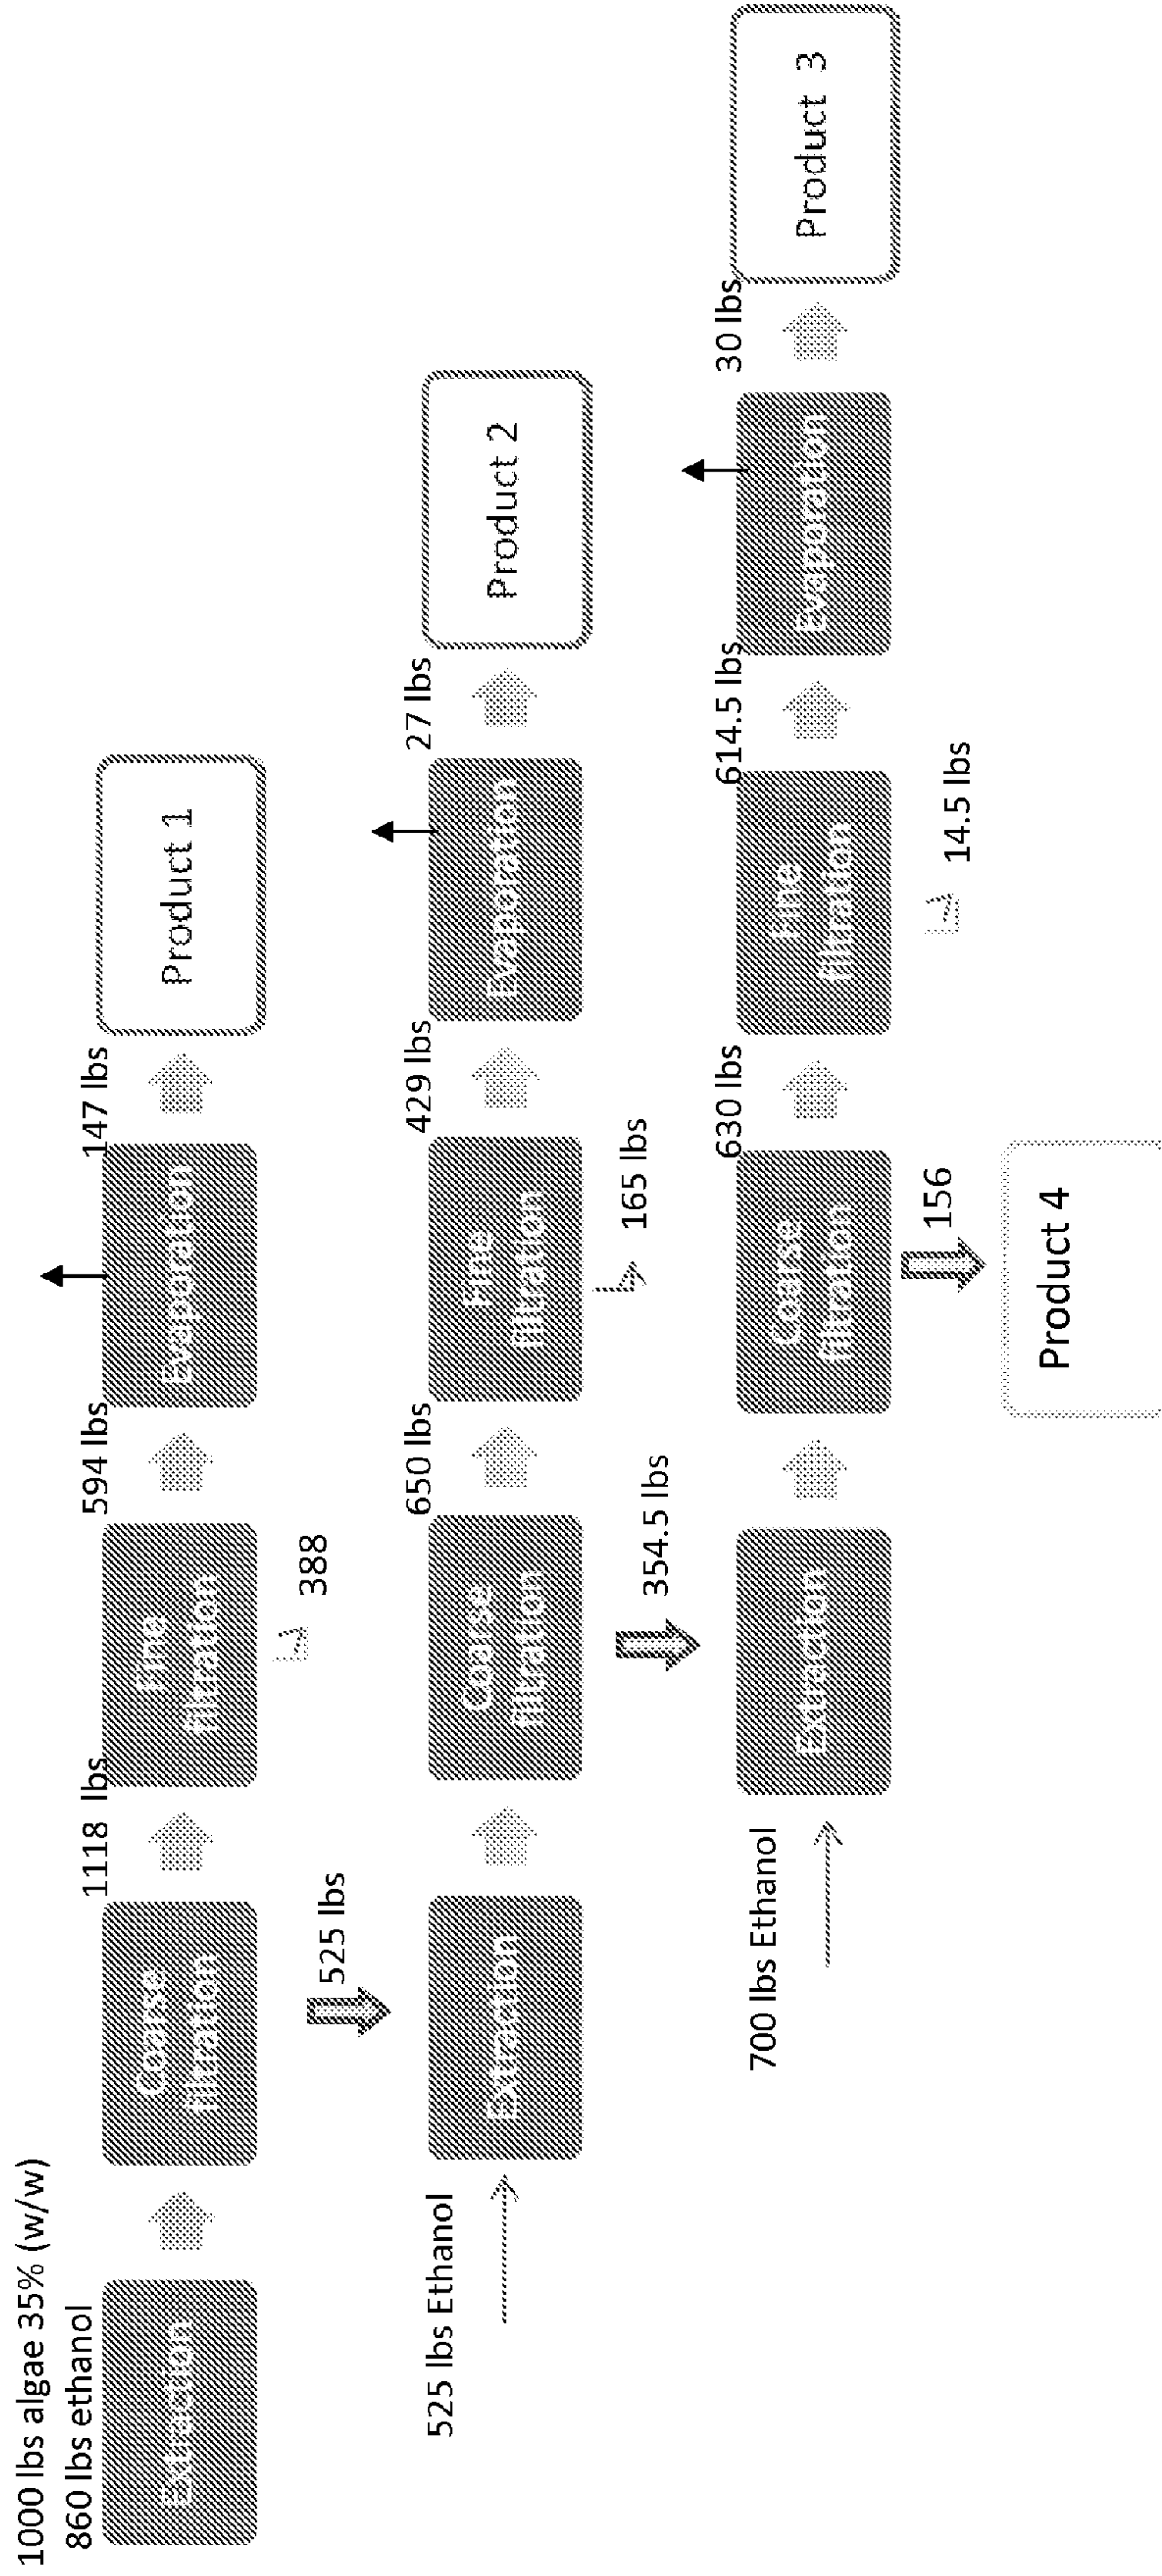 1000 lbs algae 35% (w/w)
860 lbs ethanol
Extraction
Coarse
filtration
1118 lbs
Fine
filtration
594 lbs
Evaporation
147 lbs
Product 1
525 lbs
388
525 lbs Ethanol
Extraction
Coarse
filtration
650 lbs
Fine
filtration
429 lbs
Evaporation
27 lbs
Product 2
354.5 lbs
165 lbs
700 lbs Ethanol
Extraction
Coarse
filtration
630 lbs
Fine
filtration
614.5 lbs
Evaporation
30 lbs
Product 3
156
14.5 lbs
Product 4